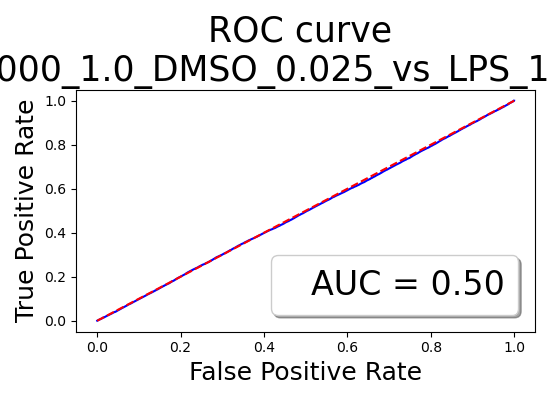 ROC curve
000_1.0_DMSO_0.025_vs_LPS_1
1.0
0.8
0.6
0.4
0.2
0.0
True Positive Rate
AUC = 0.50
0.0 0.2 0.4 0.6 0.8 1.0
False Positive Rate